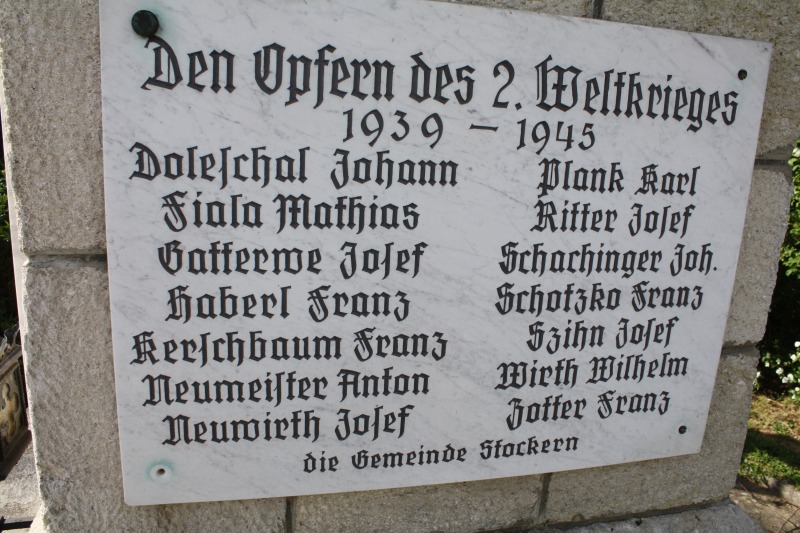 Den Opfern des 2. Weltkrieges
1939 – 1945
Doleſchal Johann
Fiala Mathias
Gatterwe Joſef
Haberl Franz
Kerſchbaum Franz
Neumeiſter Anton
Neuwirth Joſef
Plank Karl
Ritter Joſef
Schachinger Joh.
Schotzko Franz
Szihn Joſef
Wirth Wilhelm
Zotter Franz
die Gemeinde Stockern